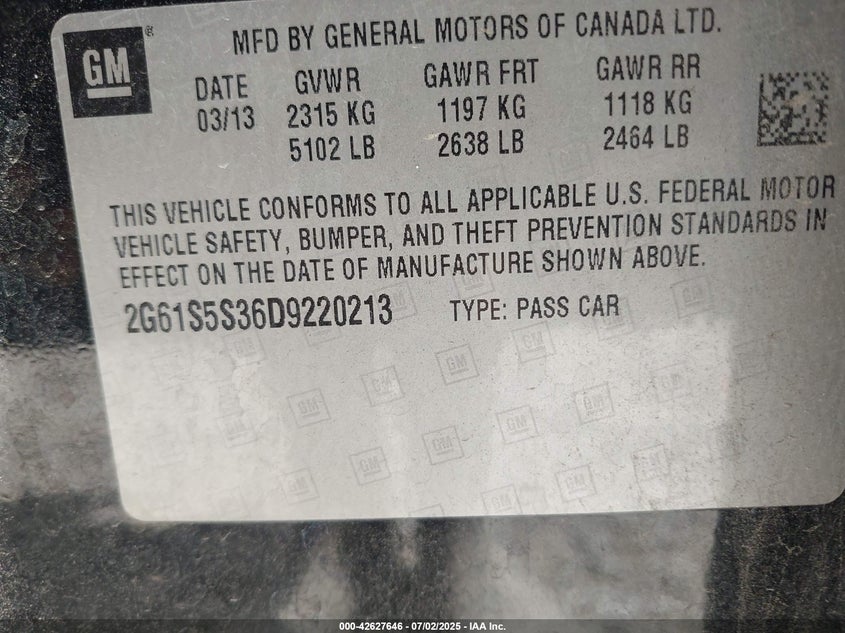 GM ®
MFD BY GENERAL MOTORS OF CANADA LTD.
DATE GVWR GAWR FRT GAWR RR
03/13 2315 KG 1197 KG 1118 KG
5102 LB 2638 LB 2464 LB
THIS VEHICLE CONFORMS TO ALL APPLICABLE U.S. FEDERAL MOTOR
VEHICLE SAFETY, BUMPER, AND THEFT PREVENTION STANDARDS IN
EFFECT ON THE DATE OF MANUFACTURE SHOWN ABOVE.
2G61S5S36D9220213 TYPE: PASS CAR
000-42627646 - 07/02/2025 - IAA Inc.